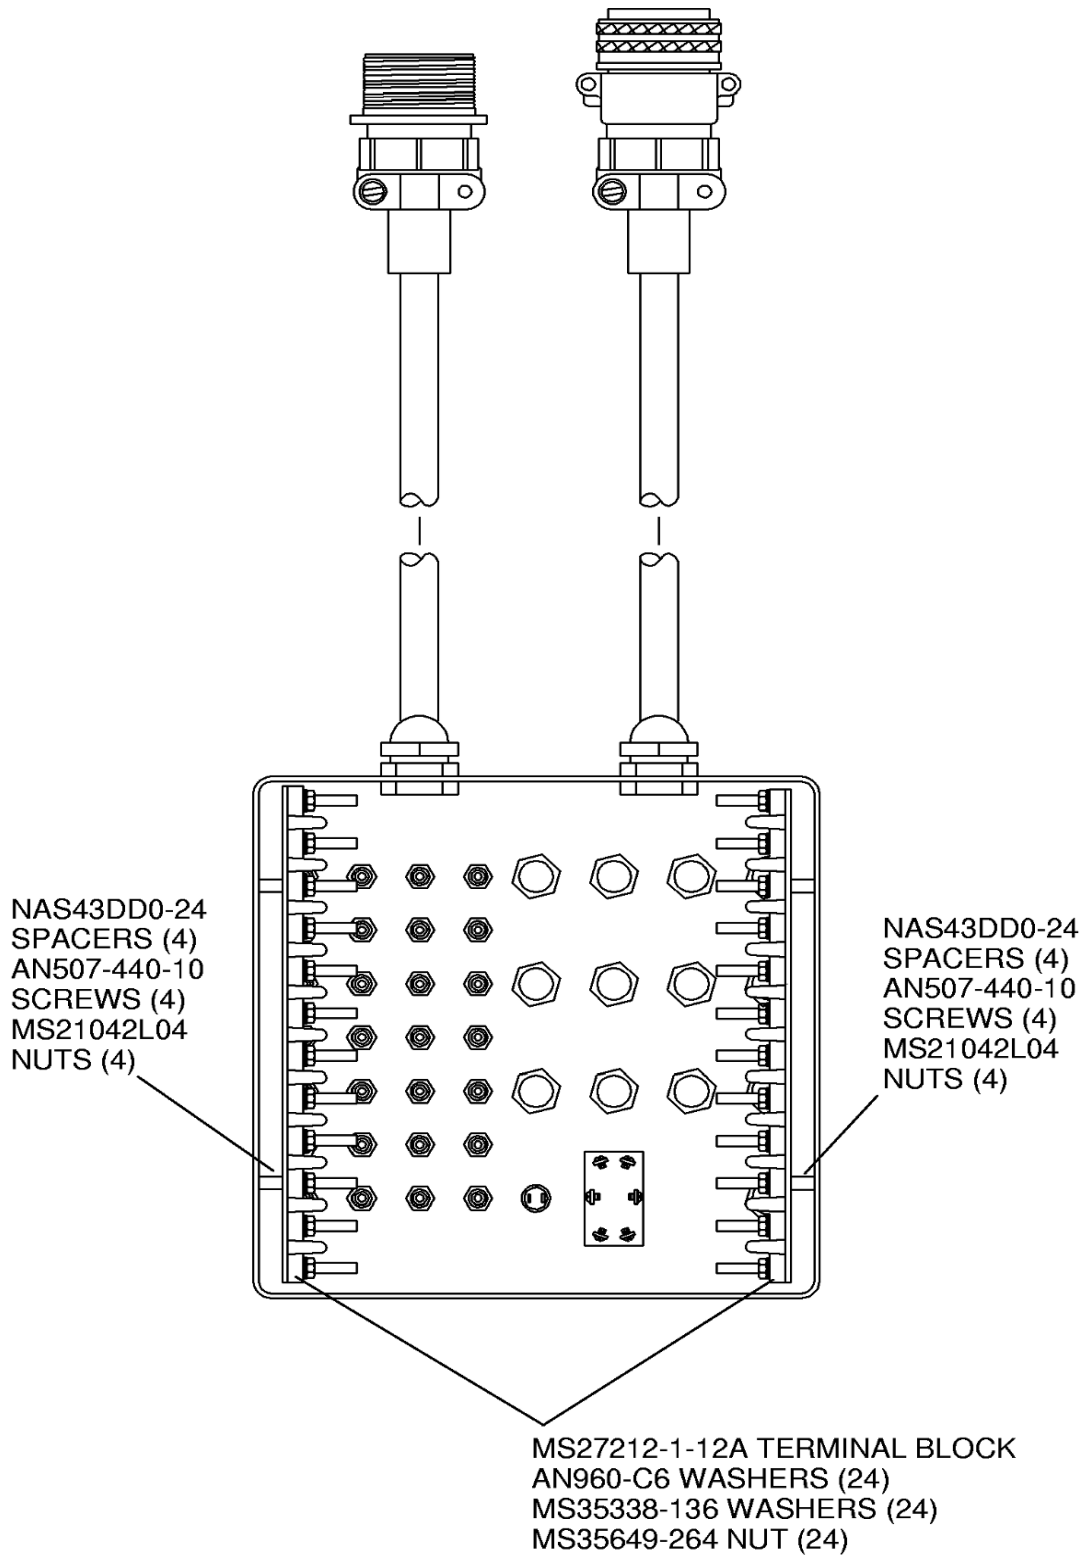 NAS43DD0-24
SPACERS (4)
AN507-440-10
SCREWS (4)
MS21042L04
NUTS (4)
NAS43DD0-24
SPACERS (4)
AN507-440-10
SCREWS (4)
MS21042L04
NUTS (4)
MS27212-1-12A TERMINAL BLOCK
AN960-C6 WASHERS (24)
MS35338-136 WASHERS (24)
MS35649-264 NUT (24)